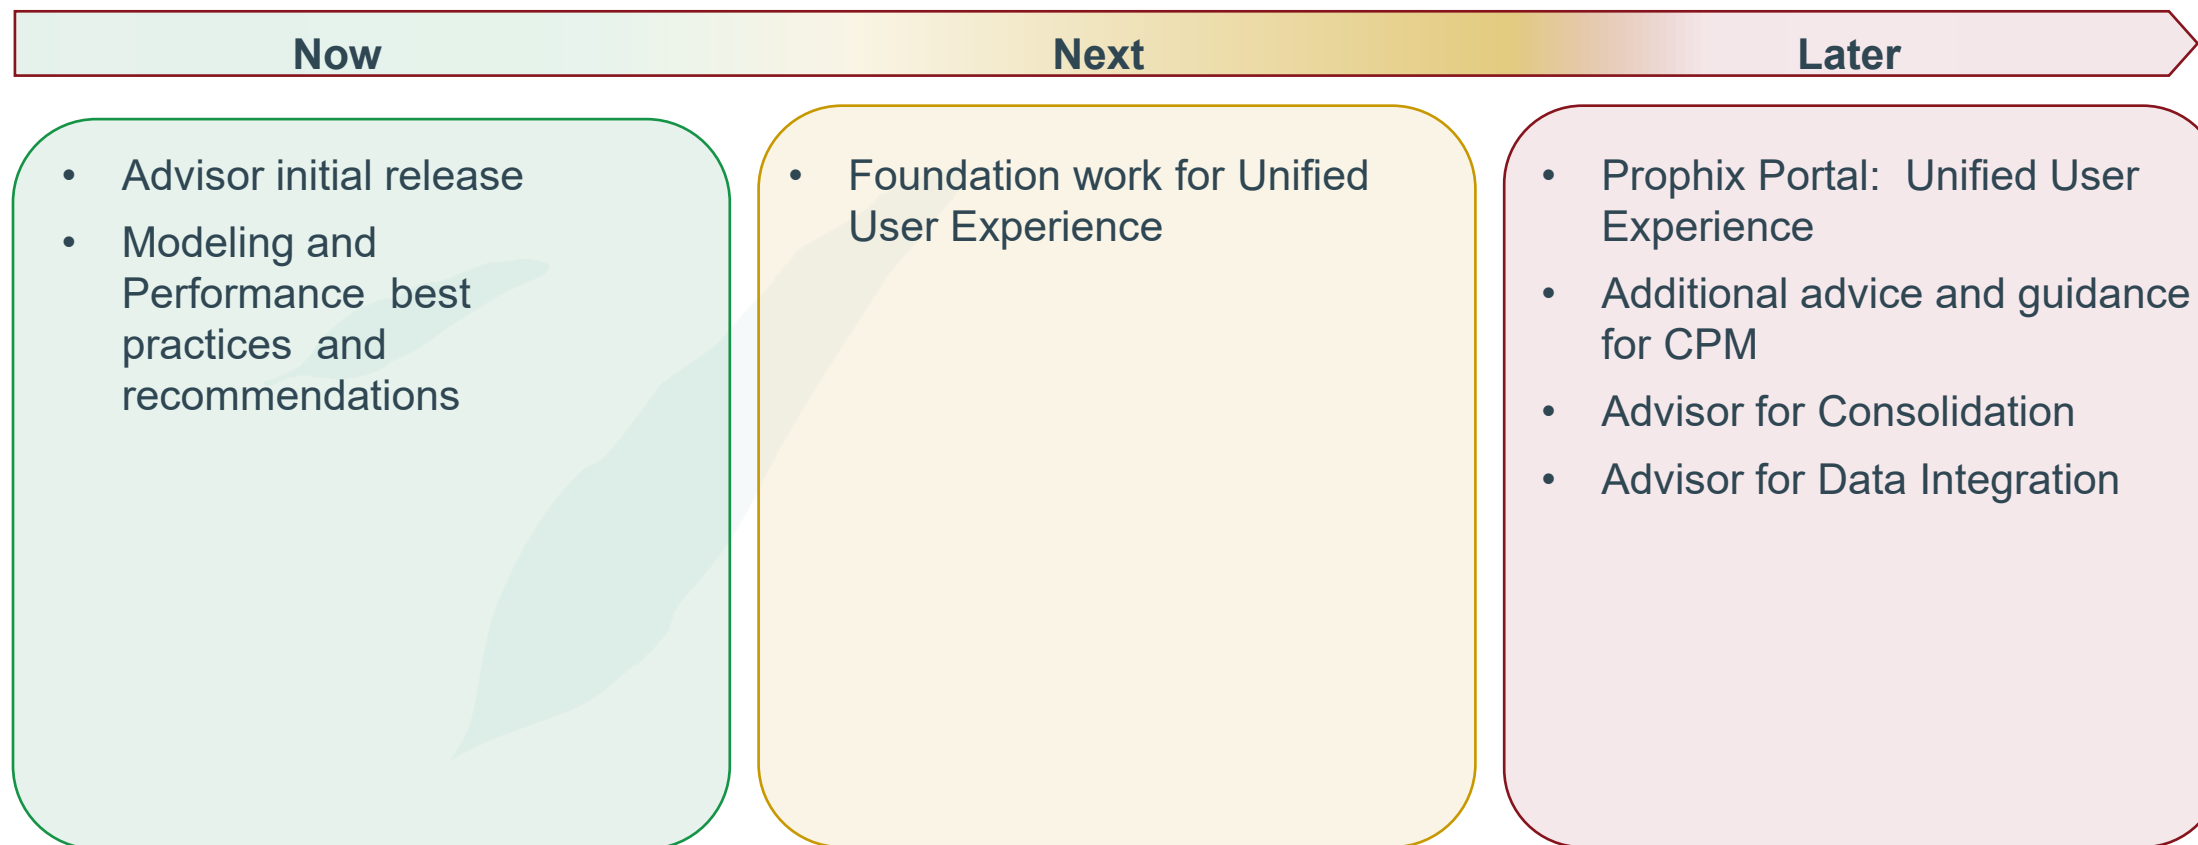 Now
Next
Later
• Advisor initial release
• Modeling and
Performance  best
practices  and
recommendations
• Foundation work for Unified
User Experience
• Prophix Portal:  Unified User
Experience
• Additional advice and guidance
for CPM
• Advisor for Consolidation
• Advisor for Data Integration